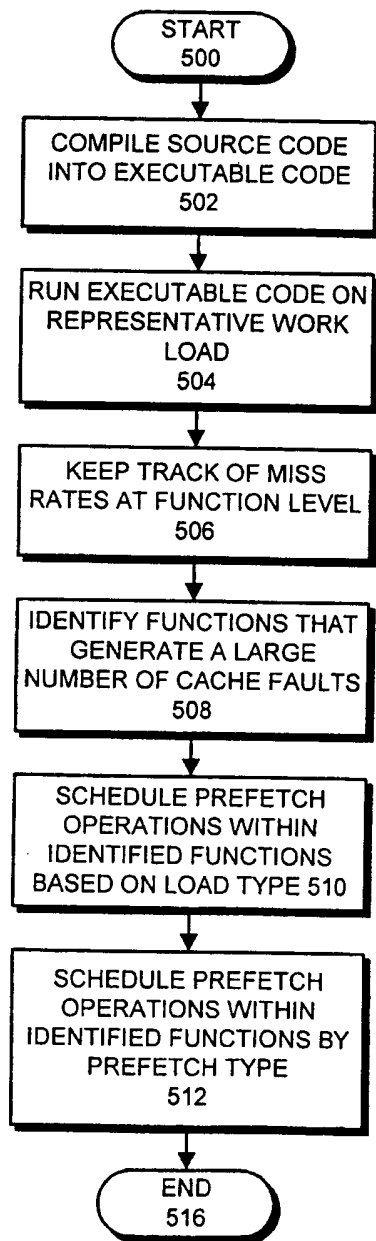 START
500
COMPILE SOURCE CODE
INTO EXECUTABLE CODE
502
RUN EXECUTABLE CODE ON
REPRESENTATIVE WORK
LOAD
504
KEEP TRACK OF MISS
RATES AT FUNCTION LEVEL
506
IDENTIFY FUNCTIONS THAT
GENERATE A LARGE
NUMBER OF CACHE FAULTS
508
SCHEDULE PREFETCH
OPERATIONS WITHIN
IDENTIFIED FUNCTIONS
BASED ON LOAD TYPE 510
SCHEDULE PREFETCH
OPERATIONS WITHIN
IDENTIFIED FUNCTIONS BY
PREFETCH TYPE
512
END
516